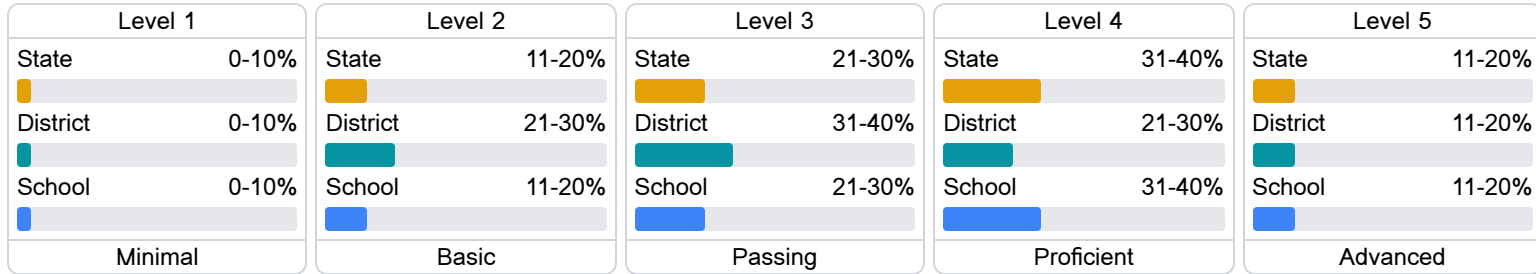 Level 1
State 0-10%
District 0-10%
School 0-10%
Minimal
Level 2
State 11-20%
District 21-30%
School 11-20%
Basic
Level 3
State 21-30%
District 31-40%
School 21-30%
Passing
Level 4
State 31-40%
District 21-30%
School 31-40%
Proficient
Level 5
State 11-20%
District 11-20%
School 11-20%
Advanced